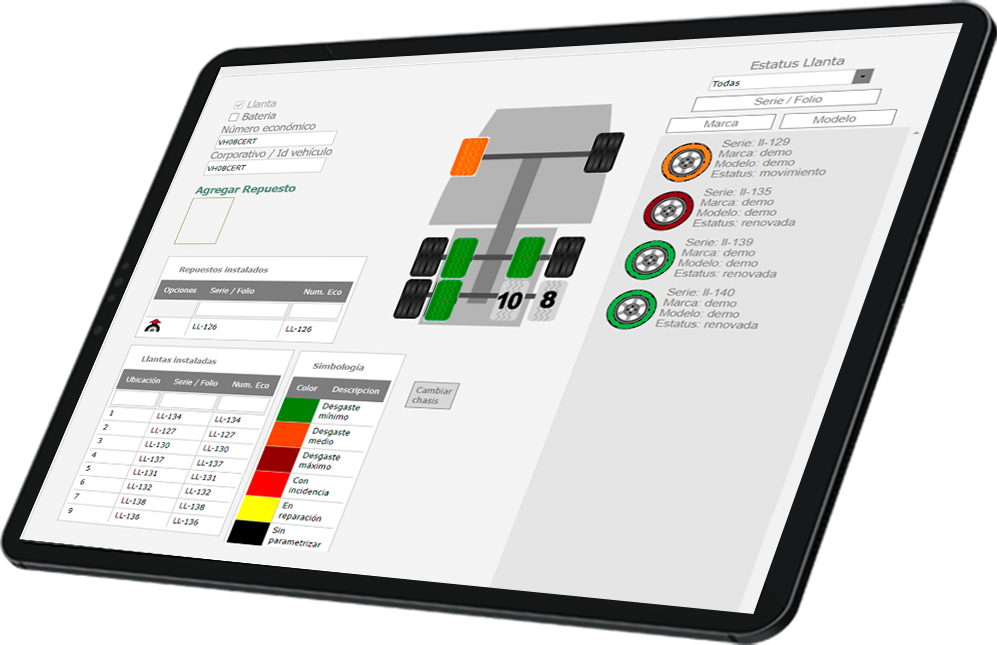 Llanta
Bateria
Número económico
VH08CERT
Corporativo / Id vehículo
VH08CERT
Agregar Repuesto
Repuestos instalados
Opciones Serie / Folio Num. Eco
LL-126 LL-126
Llantas instaladas
Ubicación Serie / Folio Num. Eco
1 LL-134 LL-134
2 LL-127 LL-127
3 LL-130 LL-130
4 LL-137 LL-137
5 LL-131 LL-131
6 LL-132 LL-132
7 LL-138 LL-138
9 LL-136 LL-136
Simbología
Color Descripcion
Desgaste
mínimo
Desgaste
medio
Desgaste
máximo
Con
incidencia
En
reparación
Sin
parametrizar
Cambiar
chasis
10 8
Estatus Llanta
Todas
Serie / Folio
Marca Modelo
Serie: ll-129
Marca: demo
Modelo: demo
Estatus: movimiento
Serie: ll-135
Marca: demo
Modelo: demo
Estatus: renovada
Serie: ll-139
Marca: demo
Modelo: demo
Estatus: renovada
Serie: ll-140
Marca: demo
Modelo: demo
Estatus: renovada